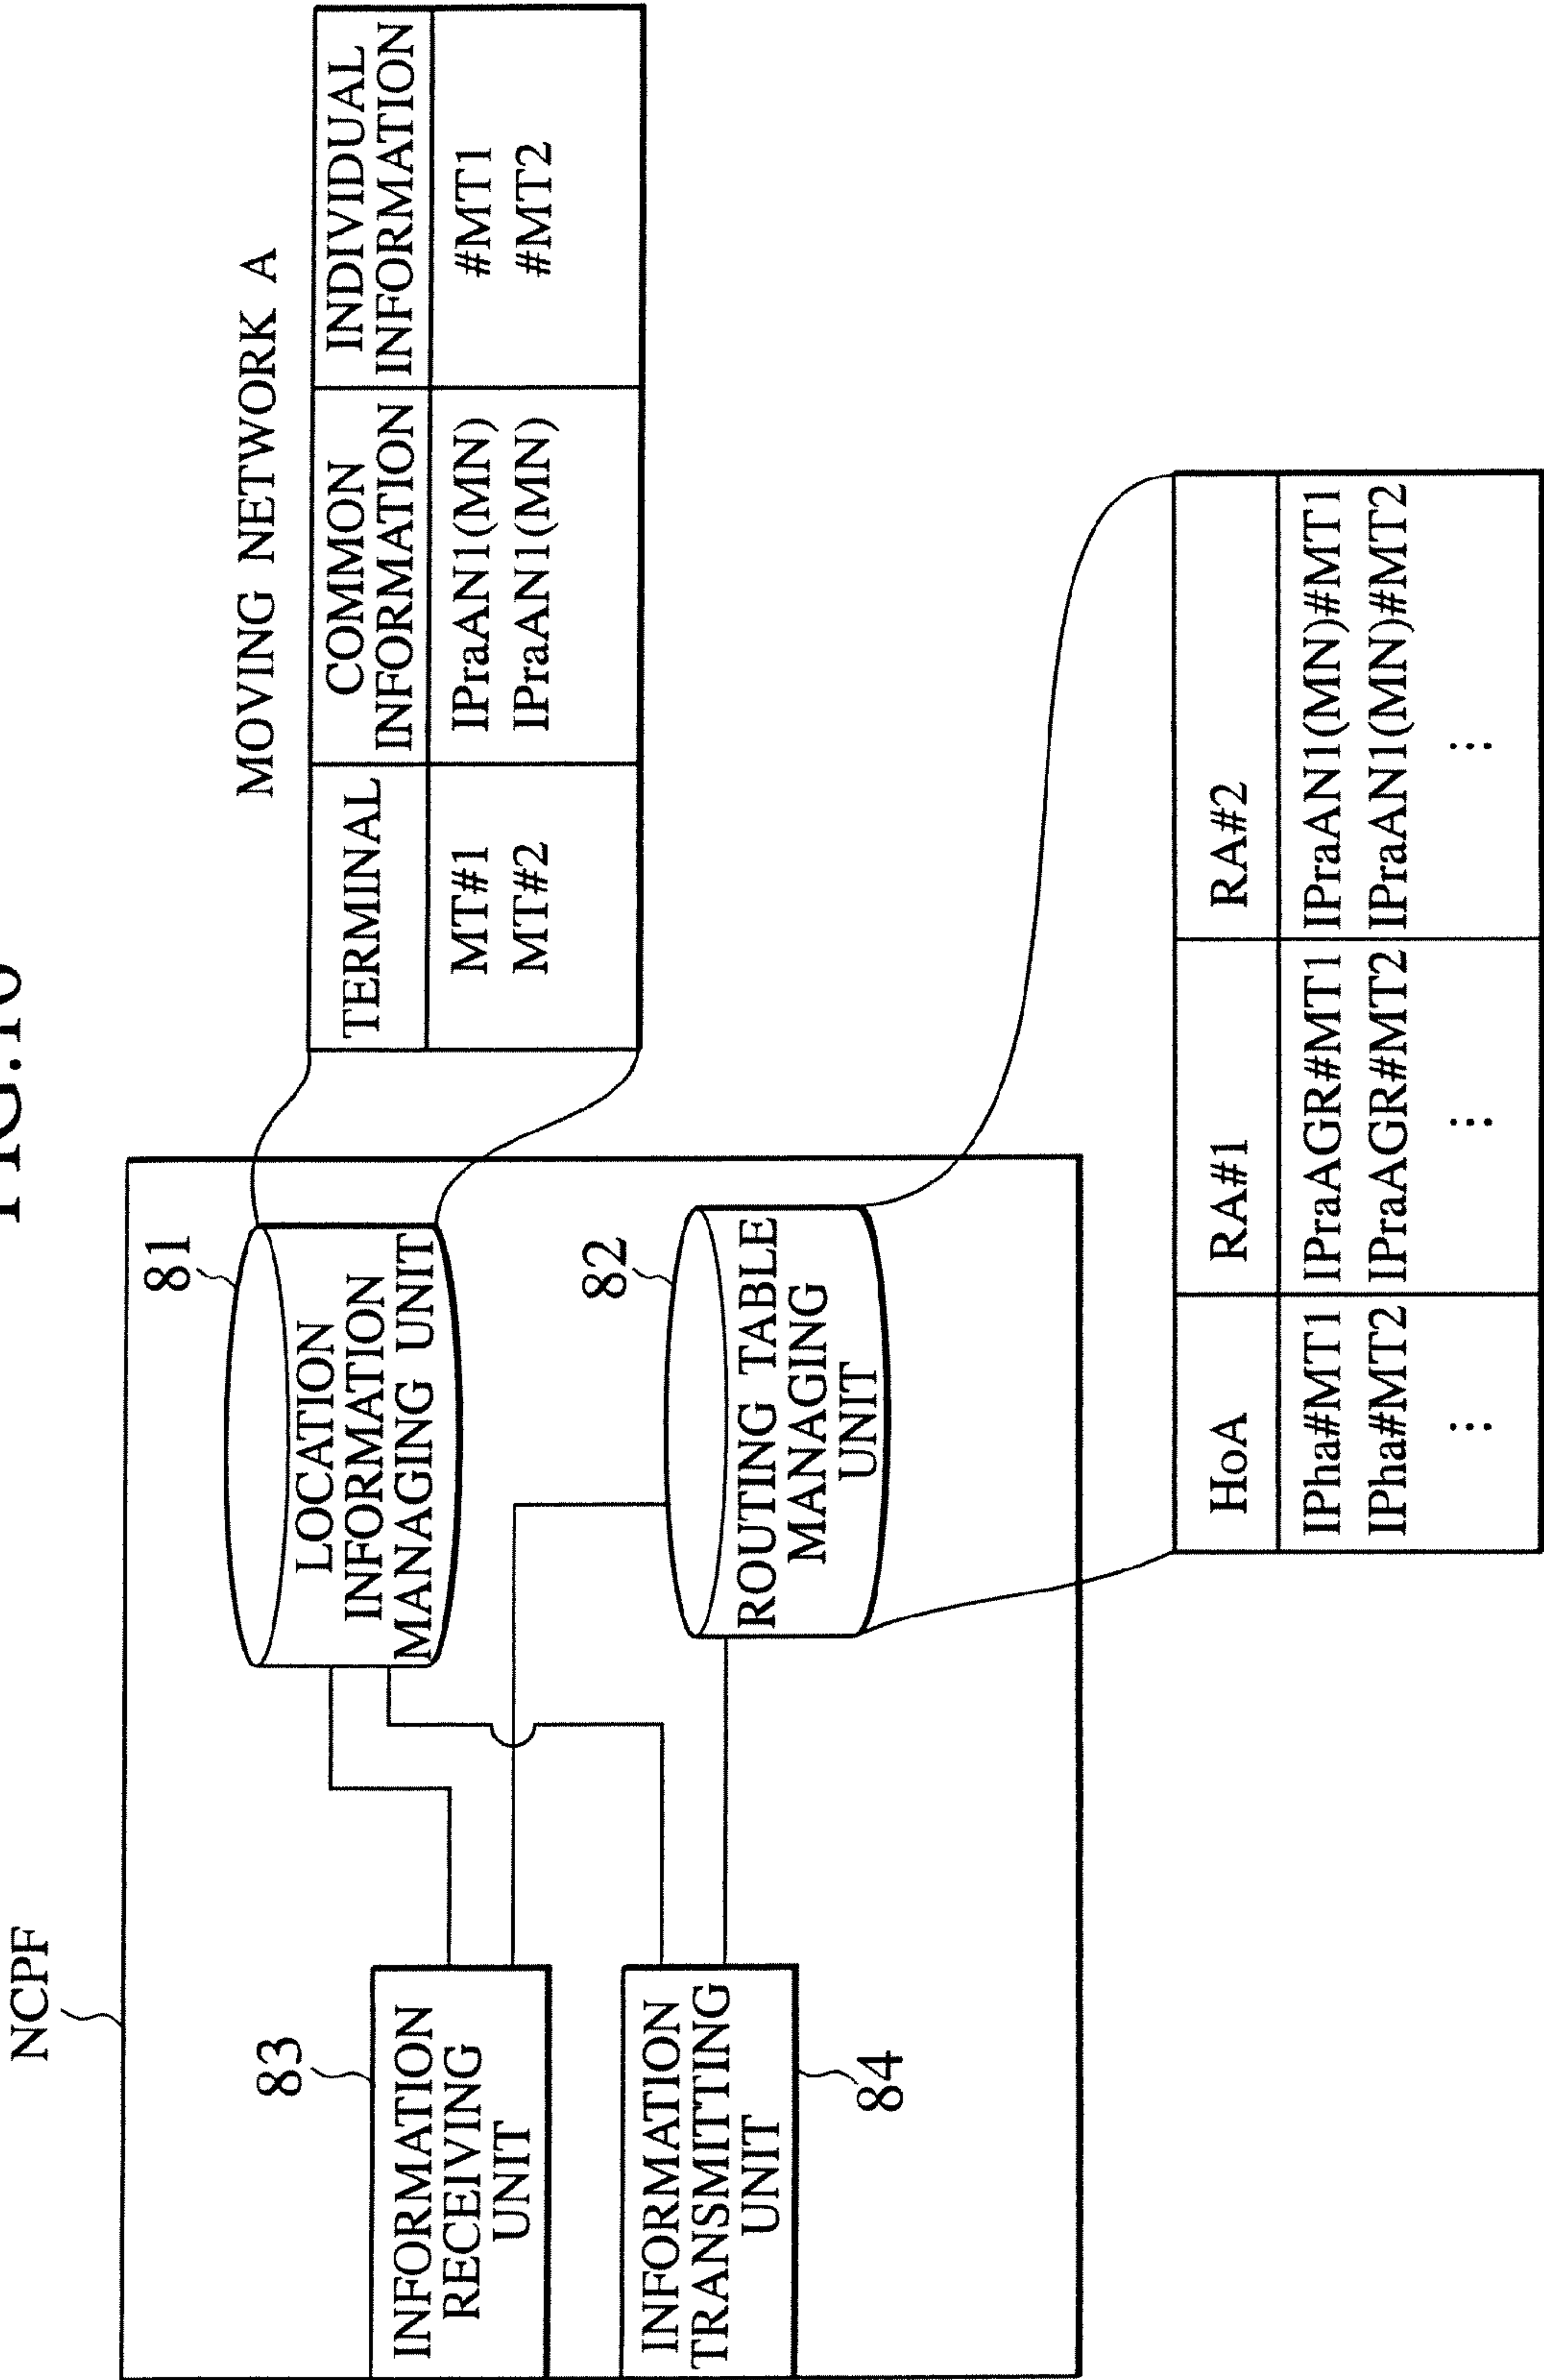 NCPF
83
INFORMATION
RECEIVING
UNIT
INFORMATION
TRANSMITTING
UNIT
84
81
LOCATION
INFORMATION
MANAGING UNIT
82
ROUTING TABLE
MANAGING
UNIT
MOVING NETWORK A
TERMINAL
COMMON
INFORMATION
INDIVIDUAL
INFORMATION
MT#1 IPraAN1(MN) #MT1
MT#2 IPraAN1(MN) #MT2
HoA RA#1 RA#2
IPha#MT1 IPraAGR#MT1 IPraAN1(MN)#MT1
IPha#MT2 IPraAGR#MT2 IPraAN1(MN)#MT2
⋮ ⋮ ⋮